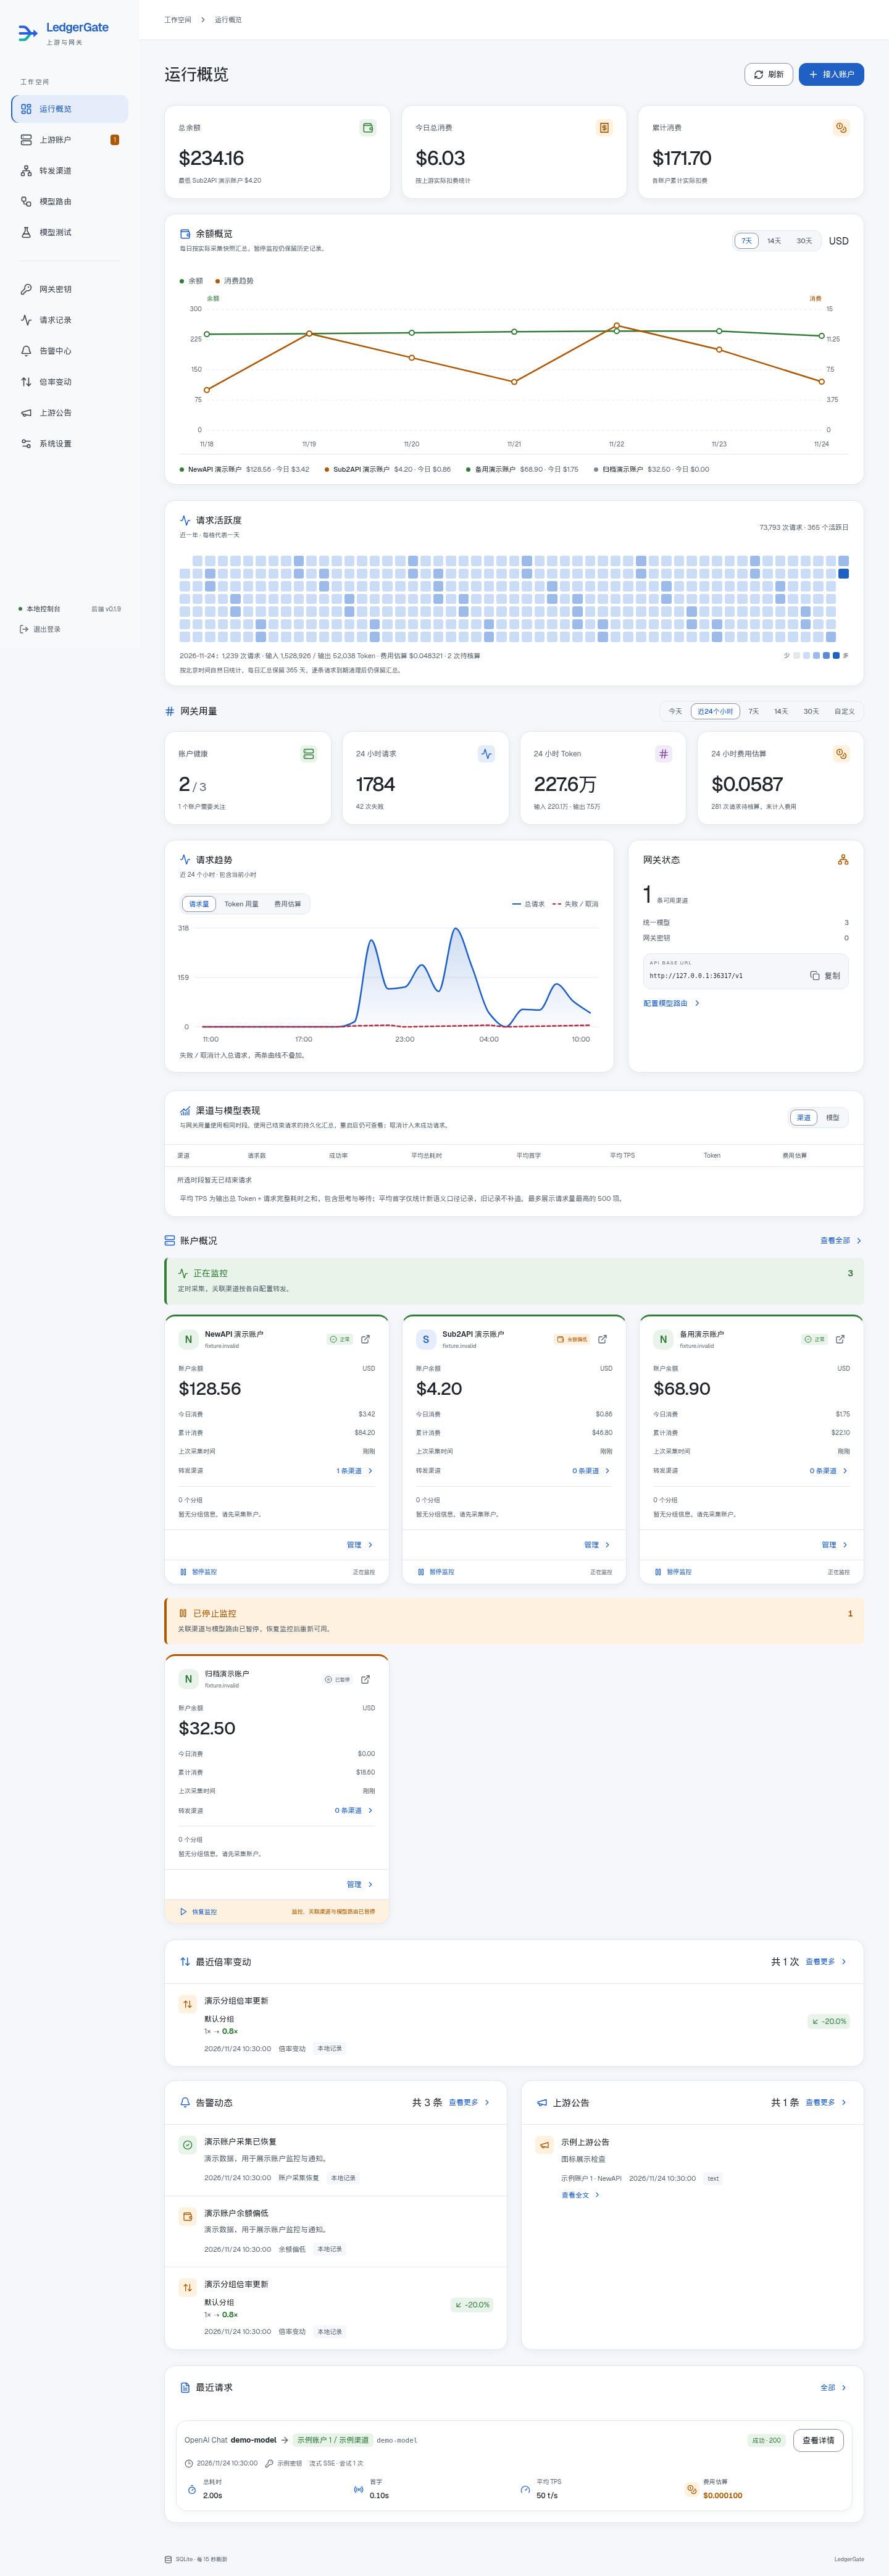 LedgerGate
上游与网关
工作空间
运行概览
上游账户 1
转发渠道
模型路由
模型测试
网关密钥
请求记录
告警中心
倍率变动
上游公告
系统设置
本地控制台 后端 v0.1.9
退出登录
工作空间 运行概览
运行概览
刷新 接入账户
总余额
$234.16
最低 Sub2API 演示账户 $4.20
今日总消费
$6.03
按上游实际扣费统计
累计消费
$171.70
各账户累计实际扣费
余额概览
每日按实际采集快照汇总，暂停监控仍保留历史记录。
7天 14天 30天 USD
余额 消费趋势
余额 消费
300 15
225 11.25
150 7.5
75 3.75
0 0
11/18 11/19 11/20 11/21 11/22 11/23 11/24
NewAPI 演示账户 $128.56 · 今日 $3.42 Sub2API 演示账户 $4.20 · 今日 $0.86 备用演示账户 $68.90 · 今日 $1.75 归档演示账户 $32.50 · 今日 $0.00
请求活跃度
近一年 · 每格代表一天
73,793 次请求 · 365 个活跃日
2026-11-24：1,239 次请求 · 输入 1,528,926 / 输出 52,038 Token · 费用估算 $0.048321 · 2 次待核算
少 多
按北京时间自然日统计，每日汇总保留 365 天，逐条请求到期清理后仍保留汇总。
网关用量
今天 近24个小时 7天 14天 30天 自定义
账户健康
2 / 3
1 个账户需要关注
24 小时请求
1784
42 次失败
24 小时 Token
227.6万
输入 220.1万 · 输出 7.5万
24 小时费用估算
$0.0587
281 次请求待核算，未计入费用
请求趋势
近 24 个小时 · 包含当前小时
请求量 Token 用量 费用估算
总请求 失败 / 取消
318
159
0
11:00 17:00 23:00 04:00 10:00
失败 / 取消计入总请求，两条曲线不叠加。
网关状态
1 条可用渠道
统一模型 3
网关密钥 0
API BASE URL
http://127.0.0.1:36317/v1 复制
配置模型路由
渠道与模型表现
与网关用量使用相同时段。使用已结束请求的持久化汇总，重启后仍可查看；取消计入未成功请求。
渠道 模型
渠道 请求数 成功率 平均总耗时 平均首字 平均 TPS Token 费用估算
所选时段暂无已结束请求
平均 TPS 为输出总 Token ÷ 请求完整耗时之和，包含思考与等待；平均首字仅统计新语义口径记录，旧记录不补造。最多展示请求量最高的 500 项。
账户概况
查看全部
正在监控 3
定时采集，关联渠道按各自配置转发。
N NewAPI 演示账户 正常
fixture.invalid
账户余额 USD
$128.56
今日消费 $3.42
累计消费 $84.20
上次采集时间 刚刚
转发渠道 1 条渠道
0 个分组
暂无分组信息，请先采集账户。
管理
暂停监控 正在监控
S Sub2API 演示账户 余额偏低
fixture.invalid
账户余额 USD
$4.20
今日消费 $0.86
累计消费 $46.80
上次采集时间 刚刚
转发渠道 0 条渠道
0 个分组
暂无分组信息，请先采集账户。
管理
暂停监控 正在监控
N 备用演示账户 正常
fixture.invalid
账户余额 USD
$68.90
今日消费 $1.75
累计消费 $22.10
上次采集时间 刚刚
转发渠道 0 条渠道
0 个分组
暂无分组信息，请先采集账户。
管理
暂停监控 正在监控
已停止监控 1
关联渠道与模型路由已暂停，恢复监控后重新可用。
N 归档演示账户 已暂停
fixture.invalid
账户余额 USD
$32.50
今日消费 $0.00
累计消费 $18.60
上次采集时间 刚刚
转发渠道 0 条渠道
0 个分组
暂无分组信息，请先采集账户。
管理
恢复监控 监控、关联渠道与模型路由已暂停
最近倍率变动 共 1 次 查看更多
演示分组倍率更新
默认分组
1× → 0.8×
-20.0%
2026/11/24 10:30:00 倍率变动 本地记录
告警动态 共 3 条 查看更多
演示账户采集已恢复
演示数据，用于展示账户监控与通知。
2026/11/24 10:30:00 账户采集恢复 本地记录
演示账户余额偏低
演示数据，用于展示账户监控与通知。
2026/11/24 10:30:00 余额偏低 本地记录
演示分组倍率更新
默认分组
1× → 0.8×
-20.0%
2026/11/24 10:30:00 倍率变动 本地记录
上游公告 共 1 条 查看更多
示例上游公告
图标展示检查
示例账户 1 · NewAPI 2026/11/24 10:30:00 text
查看全文
最近请求 全部
OpenAI Chat demo-model → 示例账户 1 / 示例渠道 demo-model 成功 · 200 查看详情
2026/11/24 10:30:00 示例密钥 流式 SSE · 尝试 1 次
总耗时 首字 平均 TPS 费用估算
2.00s 0.10s 50 t/s $0.000100
SQLite · 每 15 秒刷新 LedgerGate